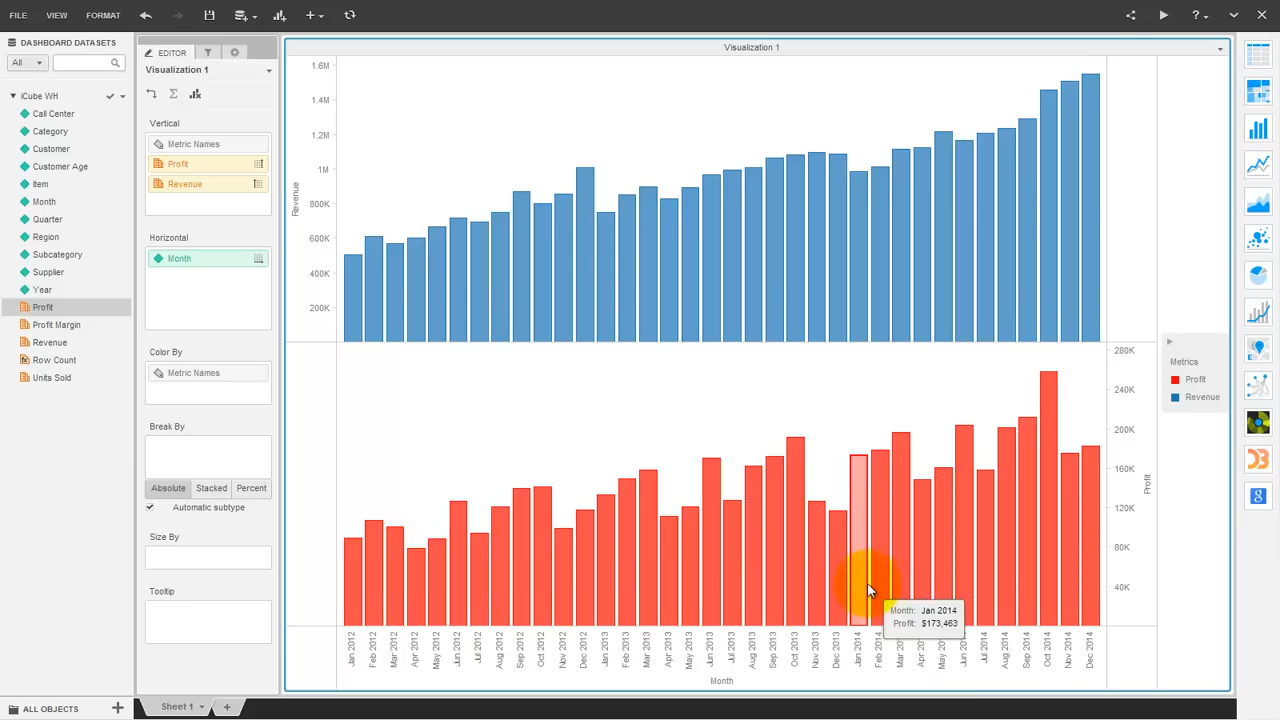 FILE VIEW FORMAT ?
DASHBOARD DATASETS
All
iCube WH
Call Center
Category
Customer
Customer Age
Item
Month
Quarter
Region
Subcategory
Supplier
Year
Profit
Profit Margin
Revenue
Row Count
Units Sold
ALL OBJECTS +
EDITOR
Visualization 1
Vertical
Metric Names
Profit
Revenue
Horizontal
Month
Color By
Metric Names
Break By
Absolute Stacked Percent
Automatic subtype
Size By
Tooltip
Visualization 1
1.6M
1.4M
1.2M
1M
800K
600K
400K
200K
Revenue
280K
240K
200K
160K
120K
80K
40K
Profit
Month: Jan 2014
Profit: $173,463
Jan 2012 Feb 2012 Mar 2012 Apr 2012 May 2012 Jun 2012 Jul 2012 Aug 2012 Sep 2012 Oct 2012 Nov 2012 Dec 2012 Jan 2013 Feb 2013 Mar 2013 Apr 2013 May 2013 Jun 2013 Jul 2013 Aug 2013 Sep 2013 Oct 2013 Nov 2013 Dec 2013 Jan 2014 Feb 2014 Mar 2014 Apr 2014 May 2014 Jun 2014 Jul 2014 Aug 2014 Sep 2014 Oct 2014 Nov 2014 Dec 2014
Month
Metrics
Profit
Revenue
Sheet 1 +